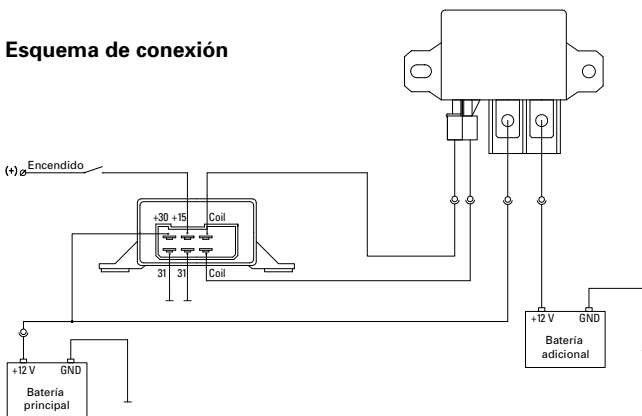 Esquema de conexión
(+) Encendido
+30 +15 Coil
31 31 Coil
+12 V GND
Batería
adicional
+12 V GND
Batería
principal